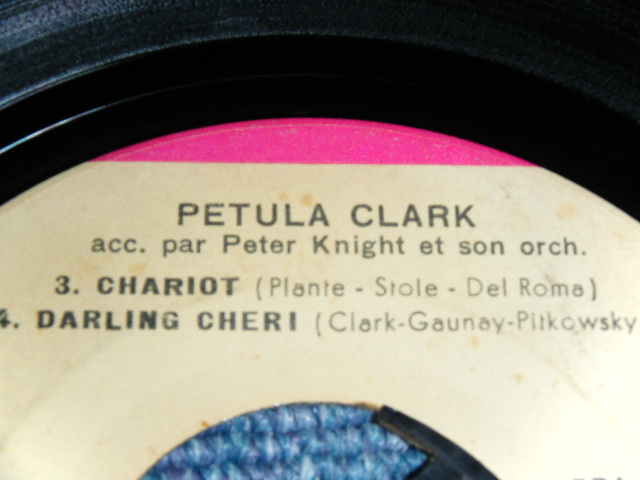 PETULA CLARK
acc. par Peter Knight et son orch.
3. CHARIOT (Plante - Stole - Del Roma)
4. DARLING CHERI (Clark-Gaunay-Pitkowsky